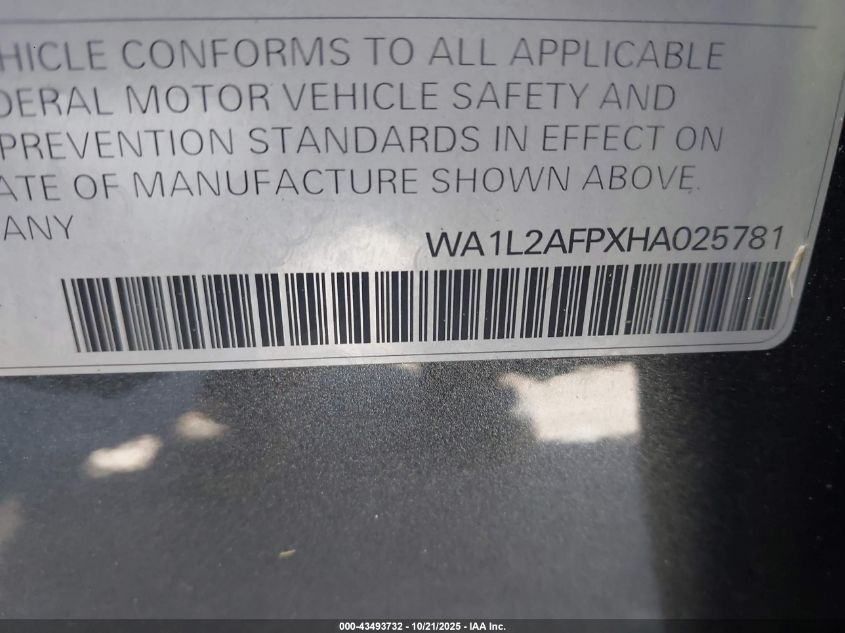 HICLE CONFORMS TO ALL APPLICABLE
DERAL MOTOR VEHICLE SAFETY AND
PREVENTION STANDARDS IN EFFECT ON
ATE OF MANUFACTURE SHOWN ABOVE.
ANY
WA1L2AFPXHA025781
000-43493732 - 10/21/2025 - IAA Inc.